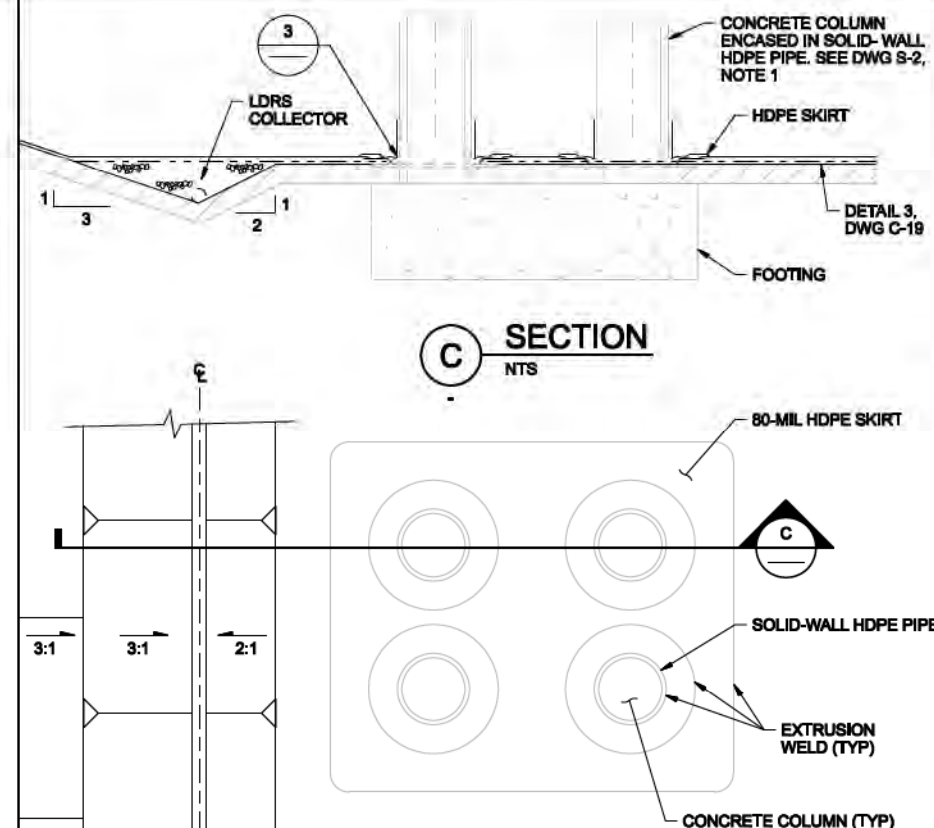 3
CONCRETE COLUMN
ENCASED IN SOLID- WALL
HDPE PIPE. SEE DWG S-2,
NOTE 1
LDRS
COLLECTOR
HDPE SKIRT
1
3
1
2
DETAIL 3,
DWG C-19
FOOTING
C
SECTION
NTS
-
℄
80-MIL HDPE SKIRT
C
3:1
3:1
2:1
SOLID-WALL HDPE PIPE
EXTRUSION
WELD (TYP)
CONCRETE COLUMN (TYP)